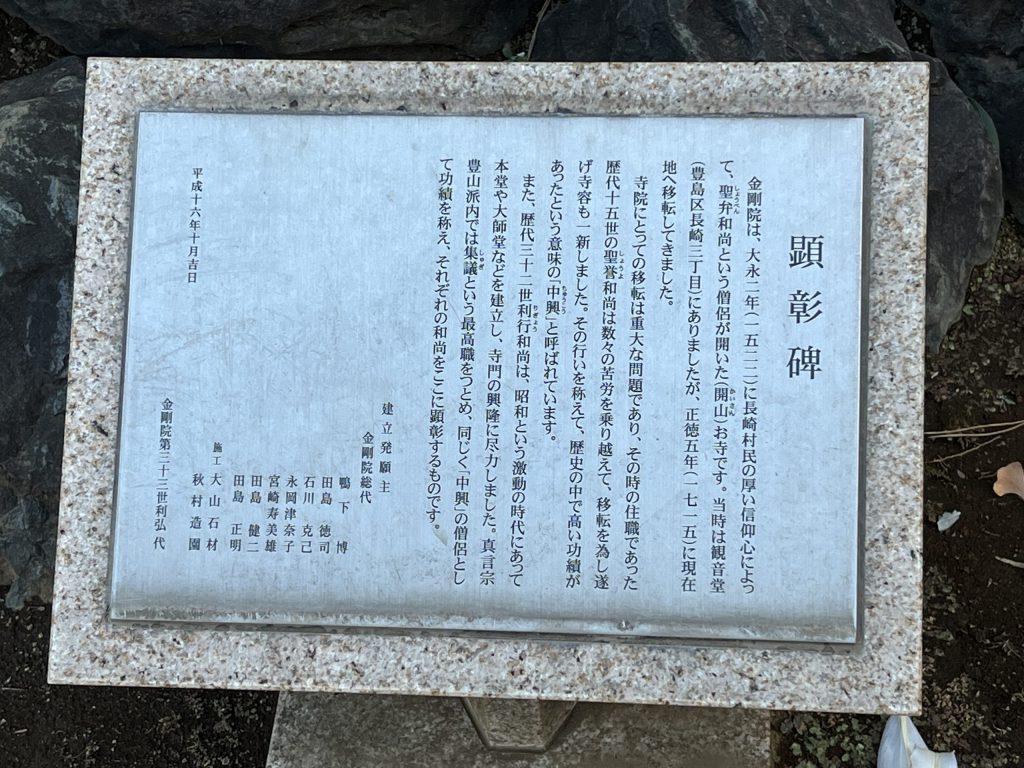 顕彰碑
金剛院は、大永二年(一五二二)に長崎村民の厚い信仰心によっ
て、聖弁和尚という僧侶が開いた(開山)お寺です。当時は観音堂
(豊島区長崎三丁目)にありましたが、正徳五年(一七一五)に現在
地へ移転してきました。
寺院にとっての移転は重大な問題であり、その時の住職であった
歴代十五世の聖誉和尚は数々の苦労を乗り越えて、移転を為し遂
げ寺容も一新しました。その行いを称えて、歴史の中で高い功績が
あったという意味の「中興」と呼ばれています。
また、歴代三十二世利行和尚は、昭和という激動の時代にあって
本堂や大師堂などを建立し、寺門の興隆に尽力しました。真言宗
豊山派内では集議という最高職をつとめ、同じく「中興」の僧侶とし
て功績を称え、それぞれの和尚をここに顕彰するものです。
建立発願主
金剛院総代
鴨下 博
田島 徳司
石川 克己
永岡津奈子
宮崎寿美雄
田島 健二
田島 正明
施工 大山石材
秋村造園
平成十六年十月吉日
金剛院第三十三世利弘代